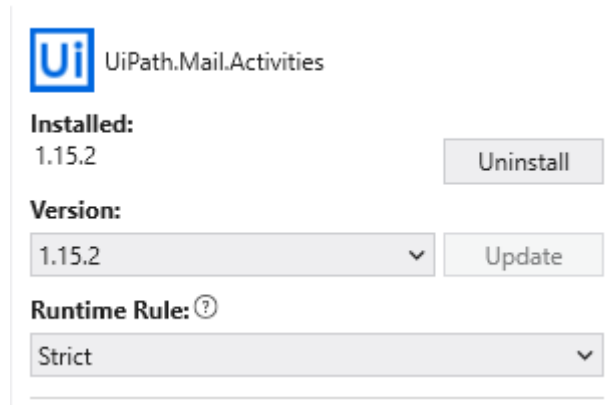 Ui UiPath.Mail.Activities
Installed:
1.15.2
Uninstall
Version:
1.15.2
Update
Runtime Rule: ?
Strict